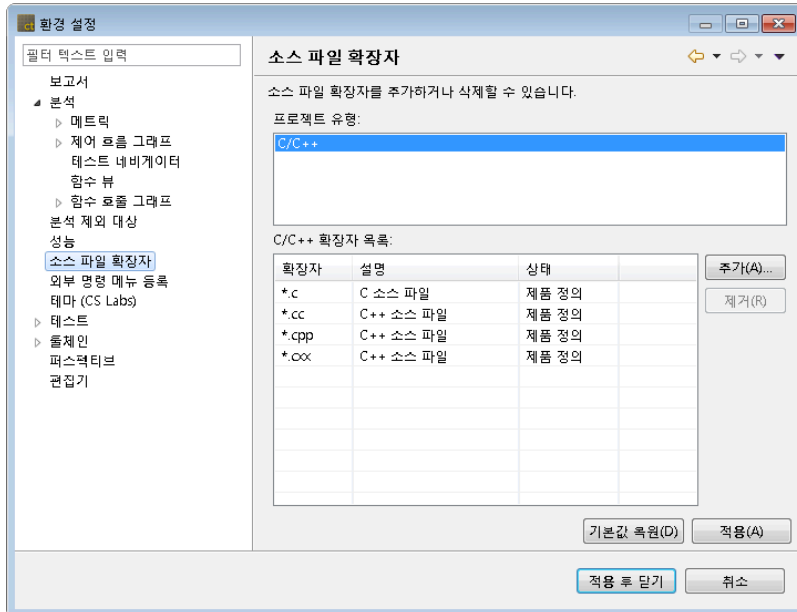 ct 환경 설정
필터 텍스트 입력
보고서
분석
메트릭
제어 흐름 그래프
테스트 네비게이터
함수 뷰
함수 호출 그래프
분석 제외 대상
성능
소스 파일 확장자
외부 명령 메뉴 등록
테마 (CS Labs)
테스트
툴체인
퍼스펙티브
편집기
소스 파일 확장자
소스 파일 확장자를 추가하거나 삭제할 수 있습니다.
프로젝트 유형:
C/C++
C/C++ 확장자 목록:
확장자 설명 상태
*.c C 소스 파일 제품 정의
*.cc C++ 소스 파일 제품 정의
*.cpp C++ 소스 파일 제품 정의
*.cxx C++ 소스 파일 제품 정의
추가(A)...
제거(R)
기본값 복원(D) 적용(A)
적용 후 닫기 취소